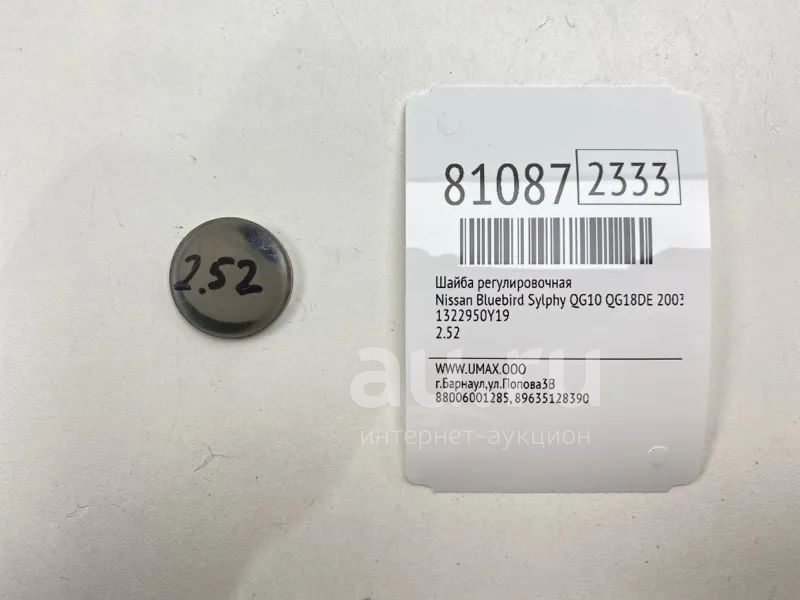 2.52
81087 2333
Шайба регулировочная
Nissan Bluebird Sylphy QG10 QG18DE 2003
1322950Y19
2.52
WWW.UMAX.OOO
г.Барнаул,ул.Попова3В
88006001285, 89635128390
au.ru
интернет-аукцион